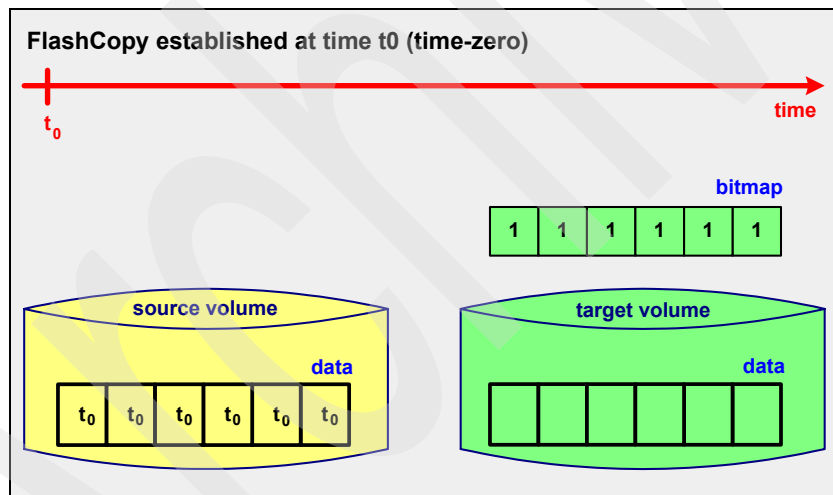 FlashCopy established at time t0 (time-zero)
time
t0
bitmap
1 1 1 1 1 1
source volume
target volume
data
data
t0 t0 t0 t0 t0 t0